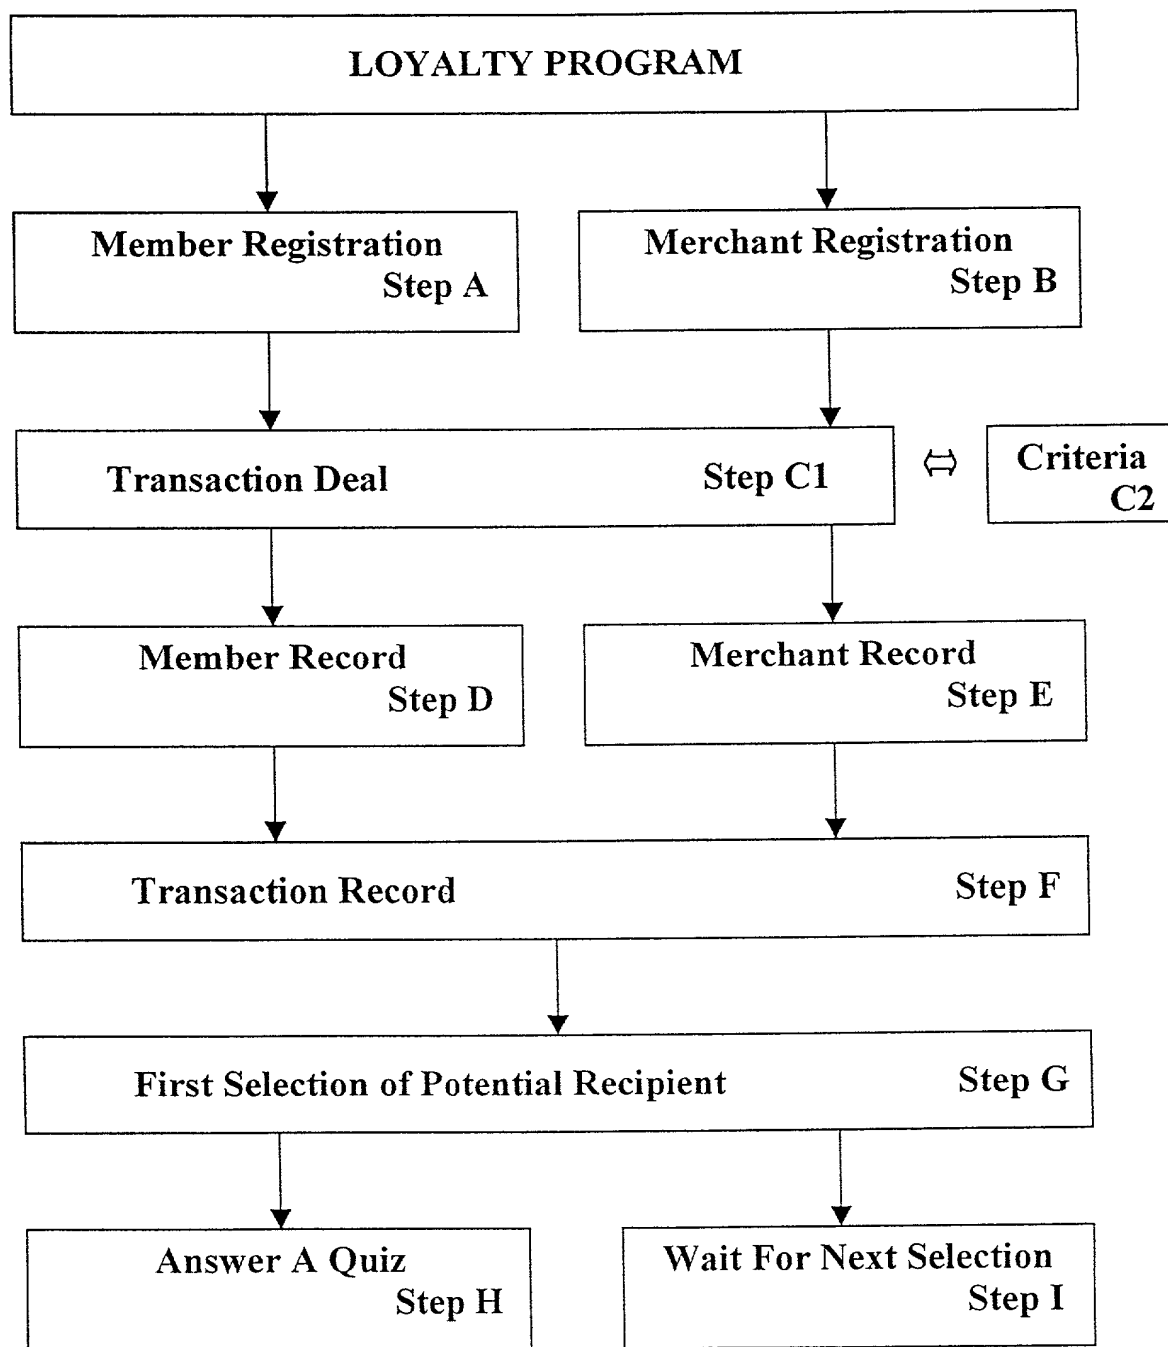 LOYALTY PROGRAM
Member Registration
Step A
Merchant Registration
Step B
Transaction Deal Step C1
Criteria
C2
Member Record
Step D
Merchant Record
Step E
Transaction Record Step F
First Selection of Potential Recipient Step G
Answer A Quiz
Step H
Wait For Next Selection
Step I